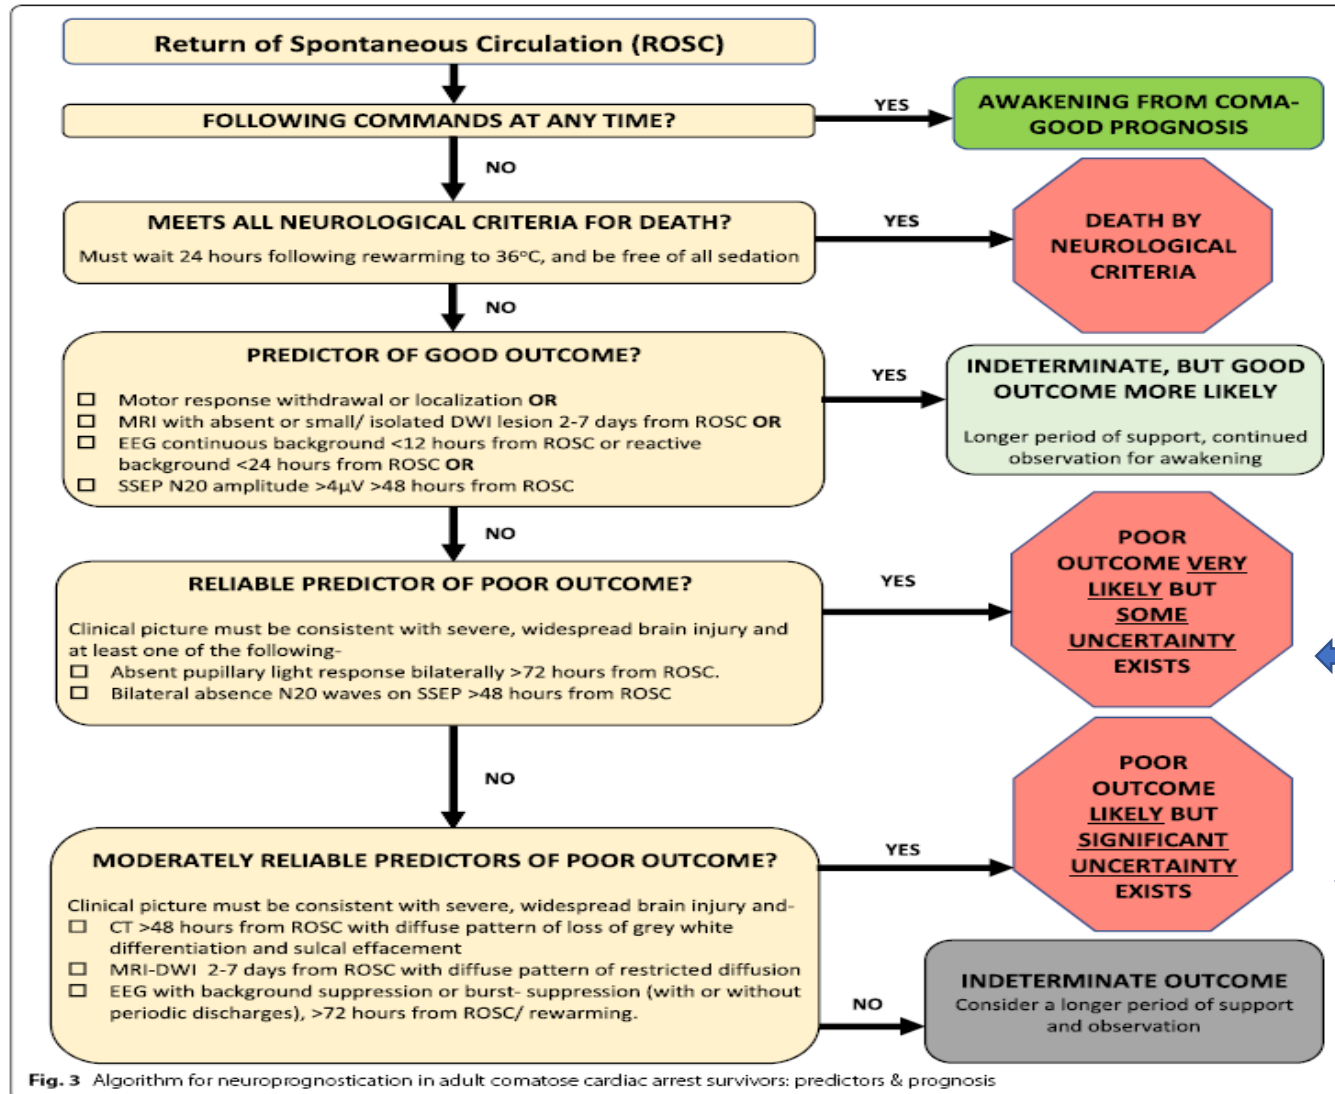 Return of Spontaneous Circulation (ROSC)
FOLLOWING COMMANDS AT ANY TIME?
YES
AWAKENING FROM COMA-
GOOD PROGNOSIS
NO
MEETS ALL NEUROLOGICAL CRITERIA FOR DEATH?
Must wait 24 hours following rewarming to 36°C, and be free of all sedation
YES
DEATH BY
NEUROLOGICAL
CRITERIA
NO
PREDICTOR OF GOOD OUTCOME?
☐ Motor response withdrawal or localization OR
☐ MRI with absent or small/ isolated DWI lesion 2-7 days from ROSC OR
☐ EEG continuous background <12 hours from ROSC or reactive
background <24 hours from ROSC OR
☐ SSEP N20 amplitude >4µV >48 hours from ROSC
YES
INDETERMINATE, BUT GOOD
OUTCOME MORE LIKELY
Longer period of support, continued
observation for awakening
NO
RELIABLE PREDICTOR OF POOR OUTCOME?
Clinical picture must be consistent with severe, widespread brain injury and
at least one of the following-
☐ Absent pupillary light response bilaterally >72 hours from ROSC.
☐ Bilateral absence N20 waves on SSEP >48 hours from ROSC
YES
POOR
OUTCOME VERY
LIKELY BUT
SOME
UNCERTAINTY
EXISTS
NO
MODERATELY RELIABLE PREDICTORS OF POOR OUTCOME?
Clinical picture must be consistent with severe, widespread brain injury and-
☐ CT >48 hours from ROSC with diffuse pattern of loss of grey white
differentiation and sulcal effacement
☐ MRI-DWI 2-7 days from ROSC with diffuse pattern of restricted diffusion
☐ EEG with background suppression or burst- suppression (with or without
periodic discharges), >72 hours from ROSC/ rewarming.
YES
POOR
OUTCOME
LIKELY BUT
SIGNIFICANT
UNCERTAINTY
EXISTS
NO
INDETERMINATE OUTCOME
Consider a longer period of support
and observation
Fig. 3 Algorithm for neuroprognostication in adult comatose cardiac arrest survivors: predictors & prognosis